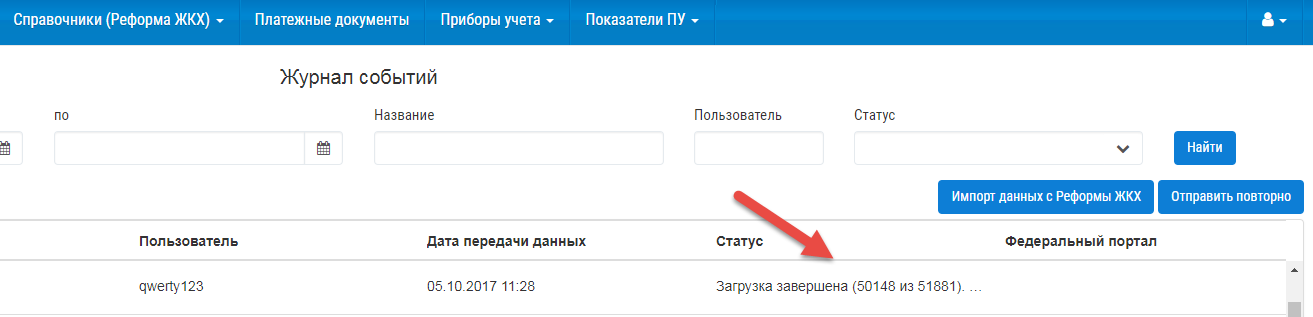 Справочники (Реформа ЖКХ) Платежные документы Приборы учета Показатели ПУ
Журнал событий
по Название Пользователь Статус
Найти
Импорт данных с Реформы ЖКХ Отправить повторно
Пользователь Дата передачи данных Статус Федеральный портал
qwerty123 05.10.2017 11:28 Загрузка завершена (50148 из 51881). ...